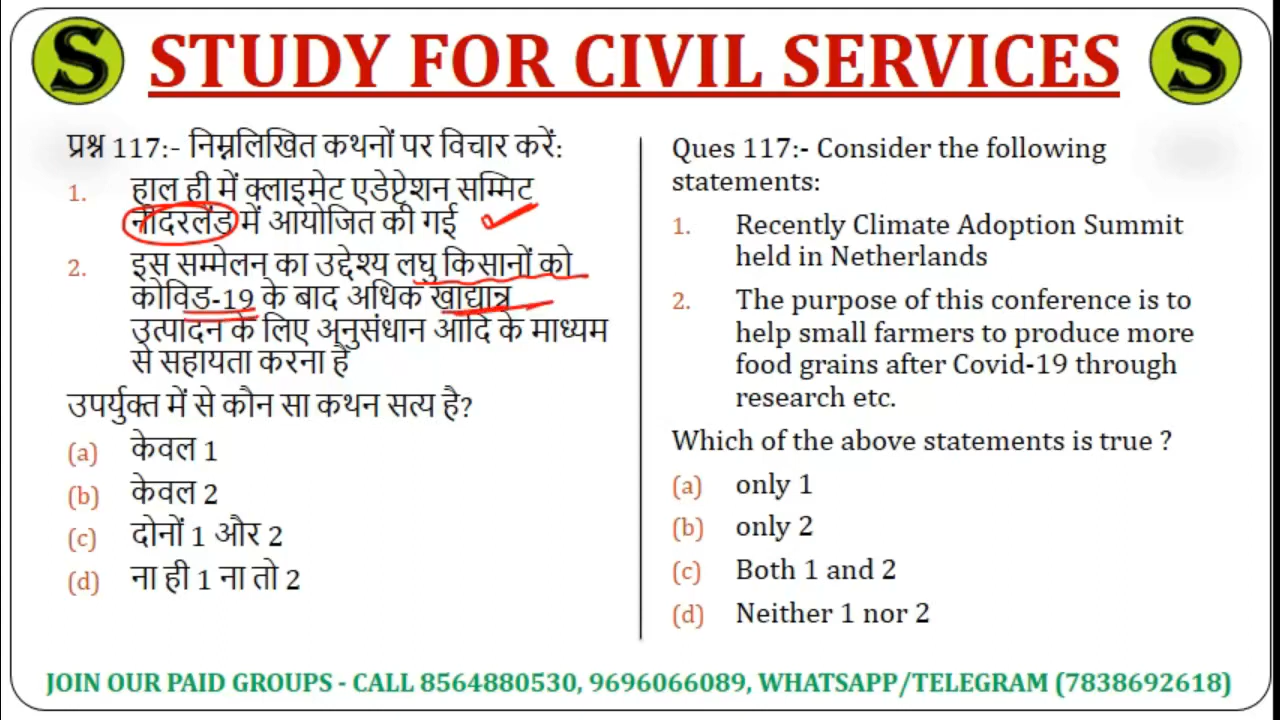 S STUDY FOR CIVIL SERVICES S
प्रश्न 117:- निम्नलिखित कथनों पर विचार करें:
1. हाल ही में क्लाइमेट एडेप्टेशन सम्मिट
नीदरलैंड में आयोजित की गई
2. इस सम्मेलन का उद्देश्य लघु किसानों को
कोविड-19 के बाद अधिक खाद्यान्न
उत्पादन के लिए अनुसंधान आदि के माध्यम
से सहायता करना है
उपर्युक्त में से कौन सा कथन सत्य है?
(a) केवल 1
(b) केवल 2
(c) दोनों 1 और 2
(d) ना ही 1 ना तो 2
Ques 117:- Consider the following
statements:
1. Recently Climate Adoption Summit
held in Netherlands
2. The purpose of this conference is to
help small farmers to produce more
food grains after Covid-19 through
research etc.
Which of the above statements is true ?
(a) only 1
(b) only 2
(c) Both 1 and 2
(d) Neither 1 nor 2
JOIN OUR PAID GROUPS - CALL 8564880530, 9696066089, WHATSAPP/TELEGRAM (7838692618)